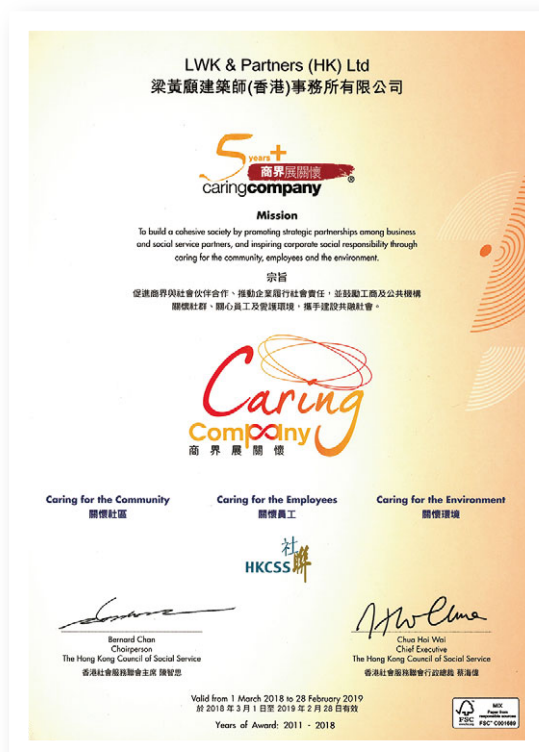 LWK & Partners (HK) Ltd
梁黃顧建築師(香港)事務所有限公司
5 years+
商界展關懷
caringcompany®
Mission
To build a cohesive society by promoting strategic partnerships among business
and social service partners, and inspiring corporate social responsibility through
caring for the community, employees and the environment.
宗旨
促進商界與社會伙伴合作、推動企業履行社會責任，並鼓勵工商及公共機構
關懷社群、關心員工及愛護環境，攜手建設共融社會。
Caring
Company
商界展關懷
Caring for the Community Caring for the Employees Caring for the Environment
關懷社區 關懷員工 關懷環境
HKCSS 社聯
Bernard Chan
Chairperson
The Hong Kong Council of Social Service
香港社會服務聯會主席 陳智思
Chua Hoi Wai
Chief Executive
The Hong Kong Council of Social Service
香港社會服務聯會行政總裁 蔡海偉
Valid from 1 March 2018 to 28 February 2019
於 2018 年 3 月 1 日至 2019 年 2 月 28 日有效
Years of Award: 2011 - 2018
FSC
MIX
Paper from
responsible sources
FSC™ C001660